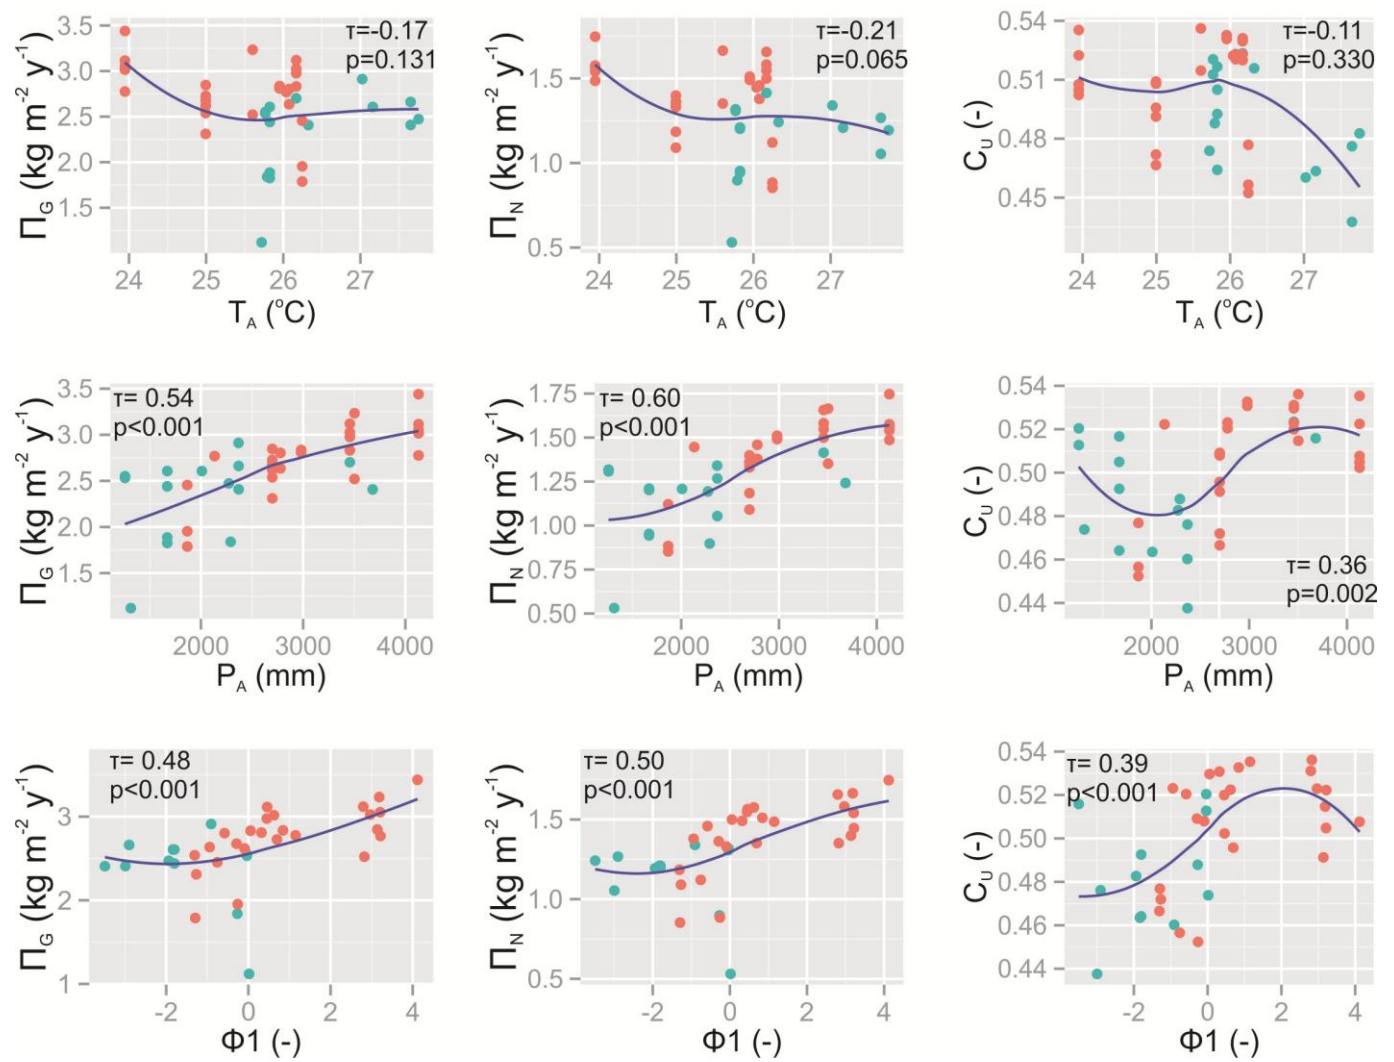 3.5
3.0
2.5
2.0
1.5
Π_G (kg m⁻² y⁻¹)
τ=-0.17
p=0.131
24 25 26 27
T_A (°C)
1.5
1.0
0.5
Π_N (kg m⁻² y⁻¹)
τ=-0.21
p=0.065
24 25 26 27
T_A (°C)
0.54
0.51
0.48
0.45
C_U (-)
τ=-0.11
p=0.330
24 25 26 27
T_A (°C)
3.5
3.0
2.5
2.0
1.5
Π_G (kg m⁻² y⁻¹)
τ= 0.54
p<0.001
2000 3000 4000
P_A (mm)
1.75
1.50
1.25
1.00
0.75
0.50
Π_N (kg m⁻² y⁻¹)
τ= 0.60
p<0.001
2000 3000 4000
P_A (mm)
0.54
0.52
0.50
0.48
0.46
0.44
C_U (-)
τ= 0.36
p=0.002
2000 3000 4000
P_A (mm)
3
2
1
Π_G (kg m⁻² y⁻¹)
τ= 0.48
p<0.001
-2 0 2 4
Φ1 (-)
1.5
1.0
0.5
Π_N (kg m⁻² y⁻¹)
τ= 0.50
p<0.001
-2 0 2 4
Φ1 (-)
0.54
0.52
0.50
0.48
0.46
0.44
C_U (-)
τ= 0.39
p<0.001
-2 0 2 4
Φ1 (-)